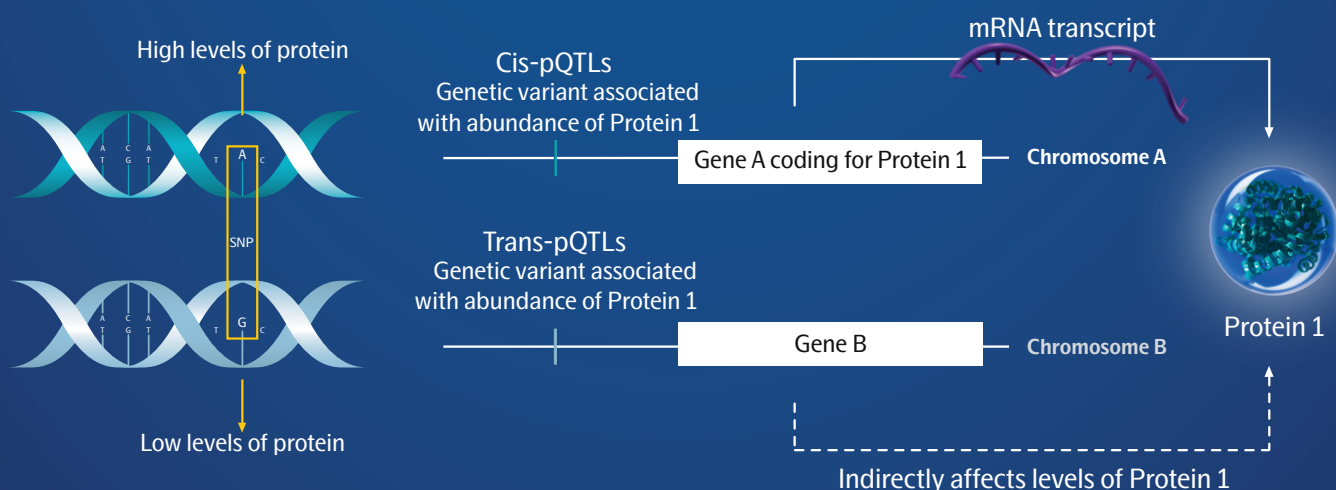 High levels of protein
A C A
T G T
T
A
C
SNP
A C A
T G T
T
G
C
Low levels of protein
Cis-pQTLs
Genetic variant associated
with abundance of Protein 1
Gene A coding for Protein 1
Chromosome A
mRNA transcript
Trans-pQTLs
Genetic variant associated
with abundance of Protein 1
Gene B
Chromosome B
Protein 1
Indirectly affects levels of Protein 1